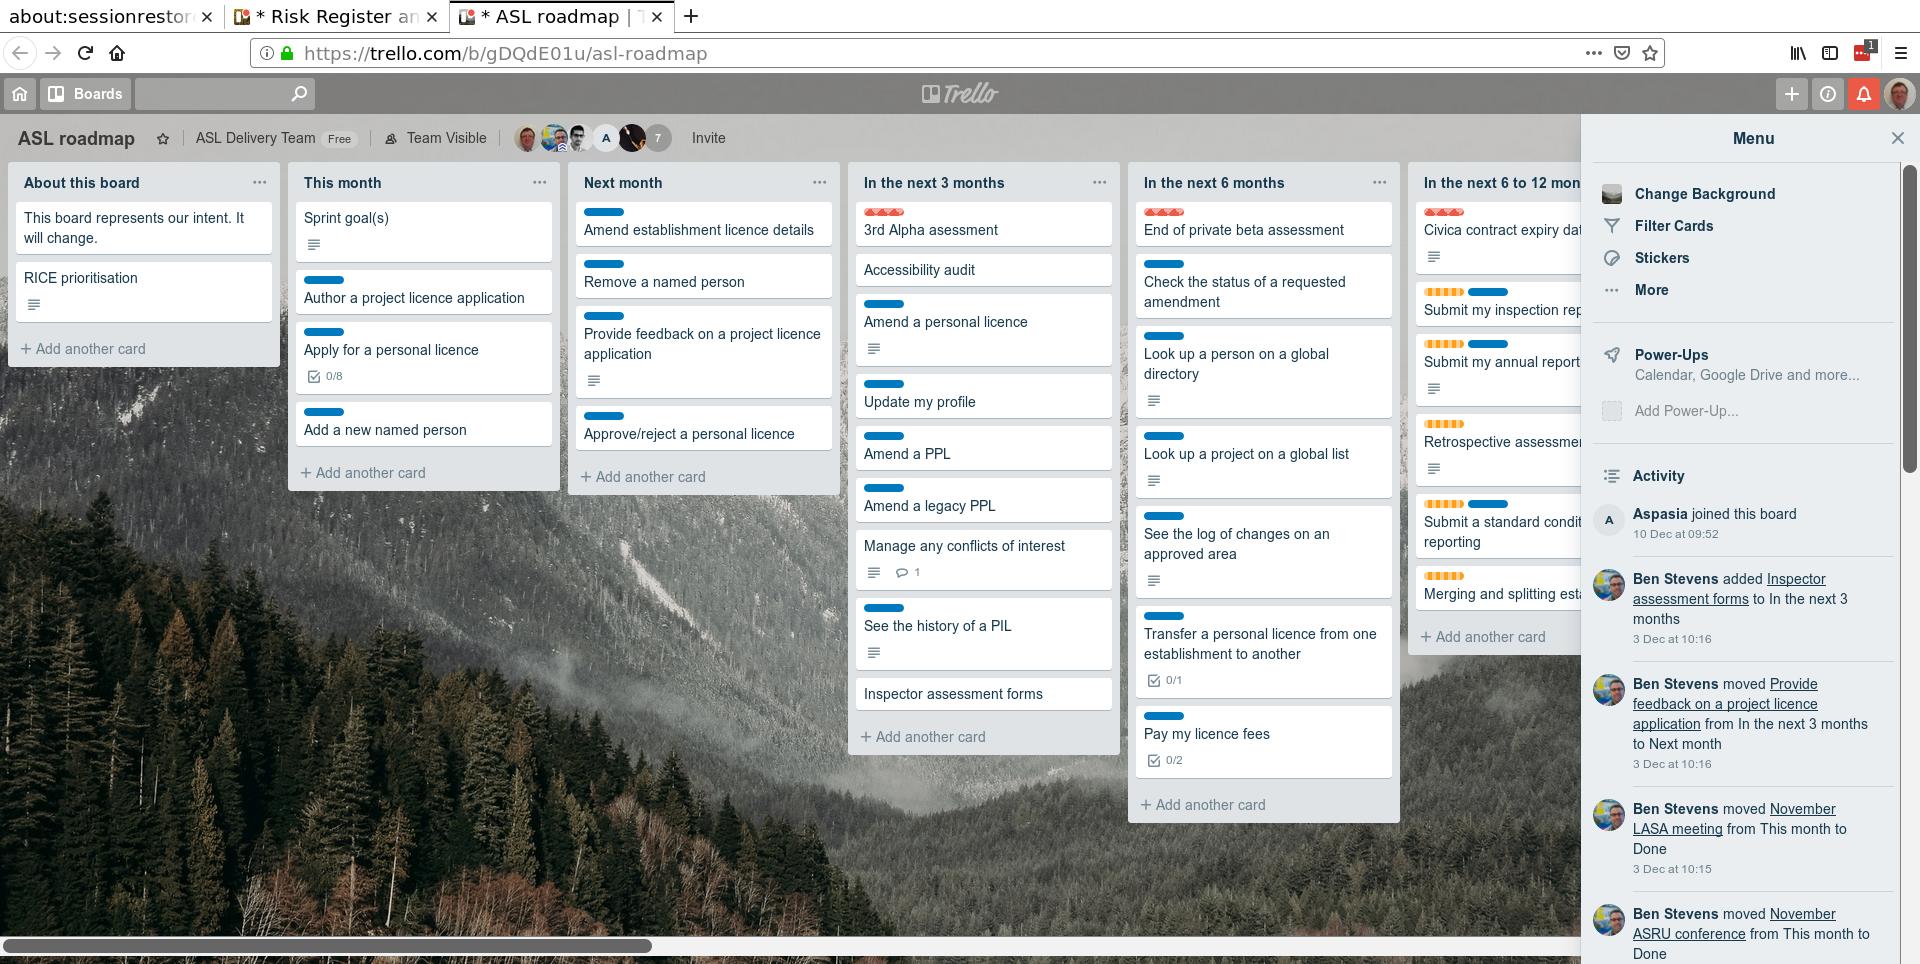 about:sessionrestor
* Risk Register an
* ASL roadmap | T
https://trello.com/b/gDQdE01u/asl-roadmap
1
Boards
Trello
ASL roadmap
ASL Delivery Team Free
Team Visible
A
7
Invite
About this board
This board represents our intent. It
will change.
RICE prioritisation
+ Add another card
This month
Sprint goal(s)
Author a project licence application
Apply for a personal licence
0/8
Add a new named person
+ Add another card
Next month
Amend establishment licence details
Remove a named person
Provide feedback on a project licence
application
Approve/reject a personal licence
+ Add another card
In the next 3 months
3rd Alpha asessment
Accessibility audit
Amend a personal licence
Update my profile
Amend a PPL
Amend a legacy PPL
Manage any conflicts of interest
1
See the history of a PIL
Inspector assessment forms
+ Add another card
In the next 6 months
End of private beta assessment
Check the status of a requested
amendment
Look up a person on a global
directory
Look up a project on a global list
See the log of changes on an
approved area
Transfer a personal licence from one
establishment to another
0/1
Pay my licence fees
0/2
+ Add another card
In the next 6 to 12 mon
Civica contract expiry dat
Submit my inspection rep
Submit my annual report
Retrospective assessmen
Submit a standard condit
reporting
Merging and splitting esta
+ Add another card
Menu
Change Background
Filter Cards
Stickers
More
Power-Ups
Calendar, Google Drive and more...
Add Power-Up...
Activity
A
Aspasia joined this board
10 Dec at 09:52
Ben Stevens added Inspector
assessment forms to In the next 3
months
3 Dec at 10:16
Ben Stevens moved Provide
feedback on a project licence
application from In the next 3 months
to Next month
3 Dec at 10:16
Ben Stevens moved November
LASA meeting from This month to
Done
3 Dec at 10:15
Ben Stevens moved November
ASRU conference from This month to
Done